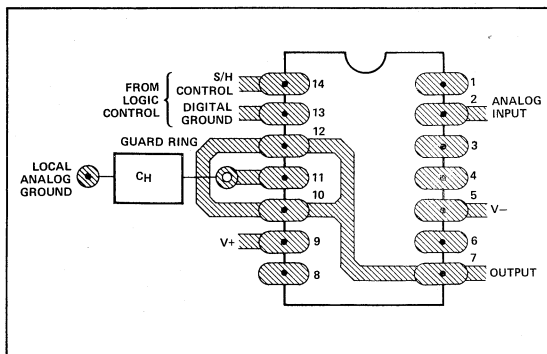 FROM
LOGIC
CONTROL
S/H
CONTROL
DIGITAL
GROUND
GUARD RING
LOCAL
ANALOG
GROUND
CH
V+
14
13
12
11
10
9
8
1
2
ANALOG
INPUT
3
4
5
V−
6
7
OUTPUT